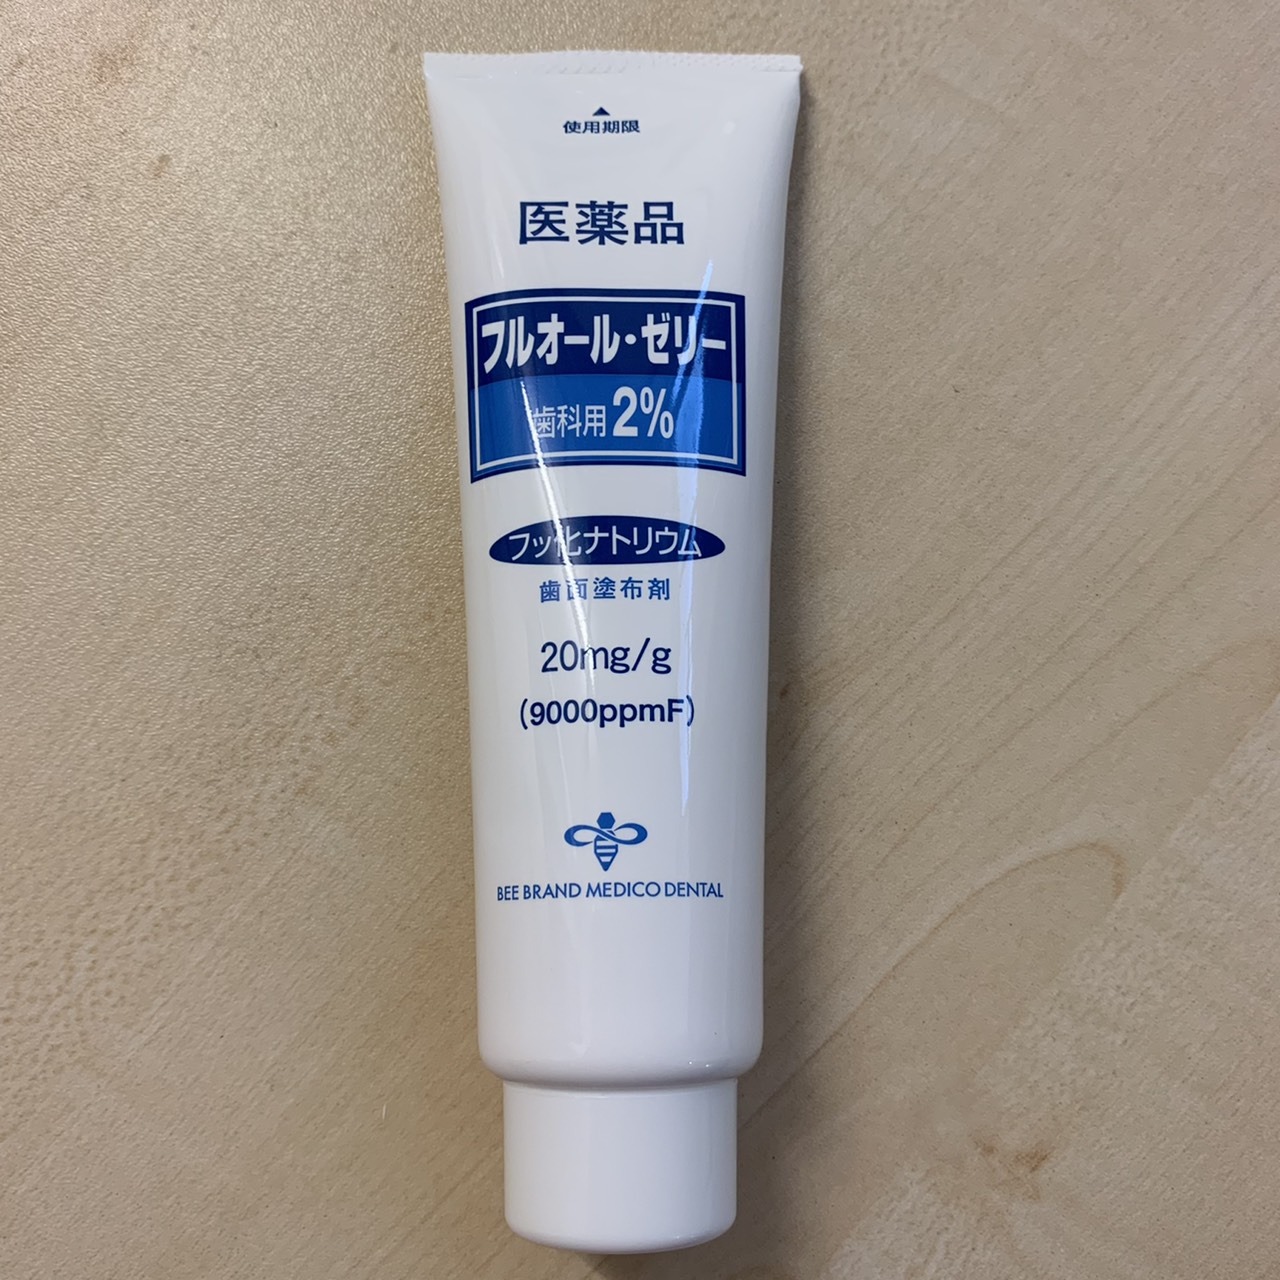 使用期限
医薬品
フルオール・ゼリー
歯科用2%
フッ化ナトリウム
歯面塗布剤
20mg/g
(9000ppmF)
BEE BRAND MEDICO DENTAL